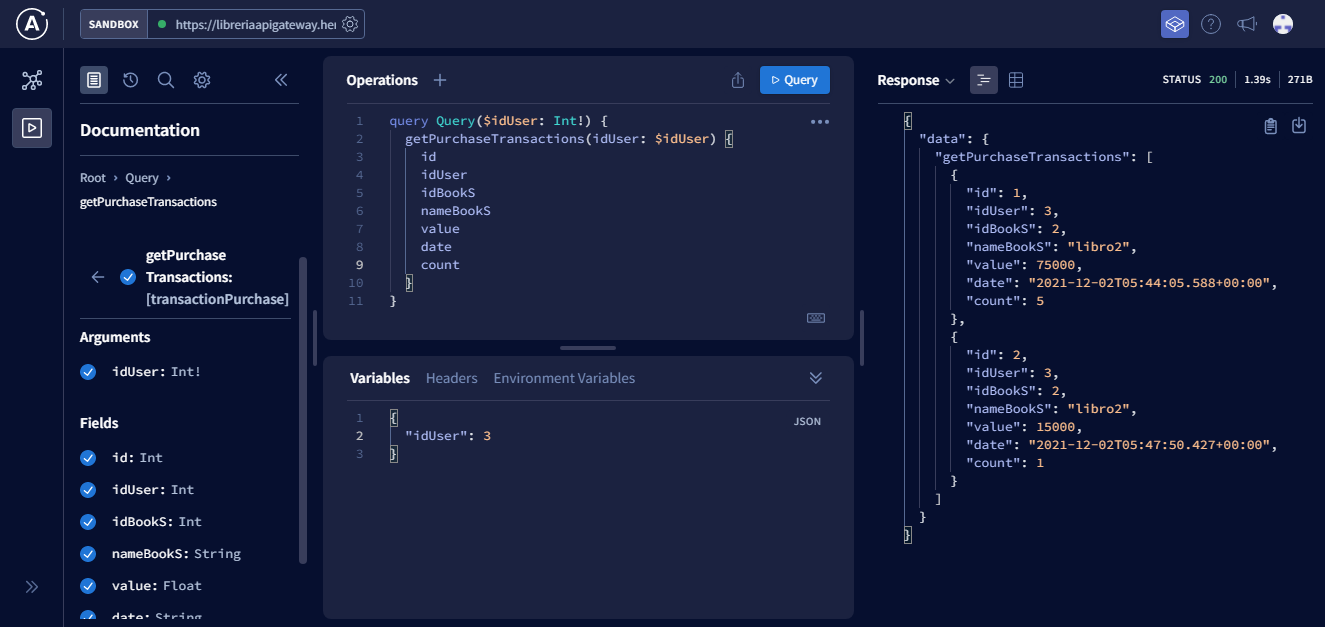 SANDBOX https://libreriaapigateway.her
Documentation
Root › Query ›
getPurchaseTransactions
getPurchase
Transactions:
[transactionPurchase]
Arguments
idUser: Int!
Fields
id: Int
idUser: Int
idBookS: Int
nameBookS: String
value: Float
date: String
Operations +
Query
1 query Query($idUser: Int!) {
2 getPurchaseTransactions(idUser: $idUser) {
3 id
4 idUser
5 idBookS
6 nameBookS
7 value
8 date
9 count
10 }
11 }
Variables Headers Environment Variables
JSON
1 {
2 "idUser": 3
3 }
Response STATUS 200 1.39s 271B
{
"data": {
"getPurchaseTransactions": [
{
"id": 1,
"idUser": 3,
"idBookS": 2,
"nameBookS": "libro2",
"value": 75000,
"date": "2021-12-02T05:44:05.588+00:00",
"count": 5
},
{
"id": 2,
"idUser": 3,
"idBookS": 2,
"nameBookS": "libro2",
"value": 15000,
"date": "2021-12-02T05:47:50.427+00:00",
"count": 1
}
]
}
}